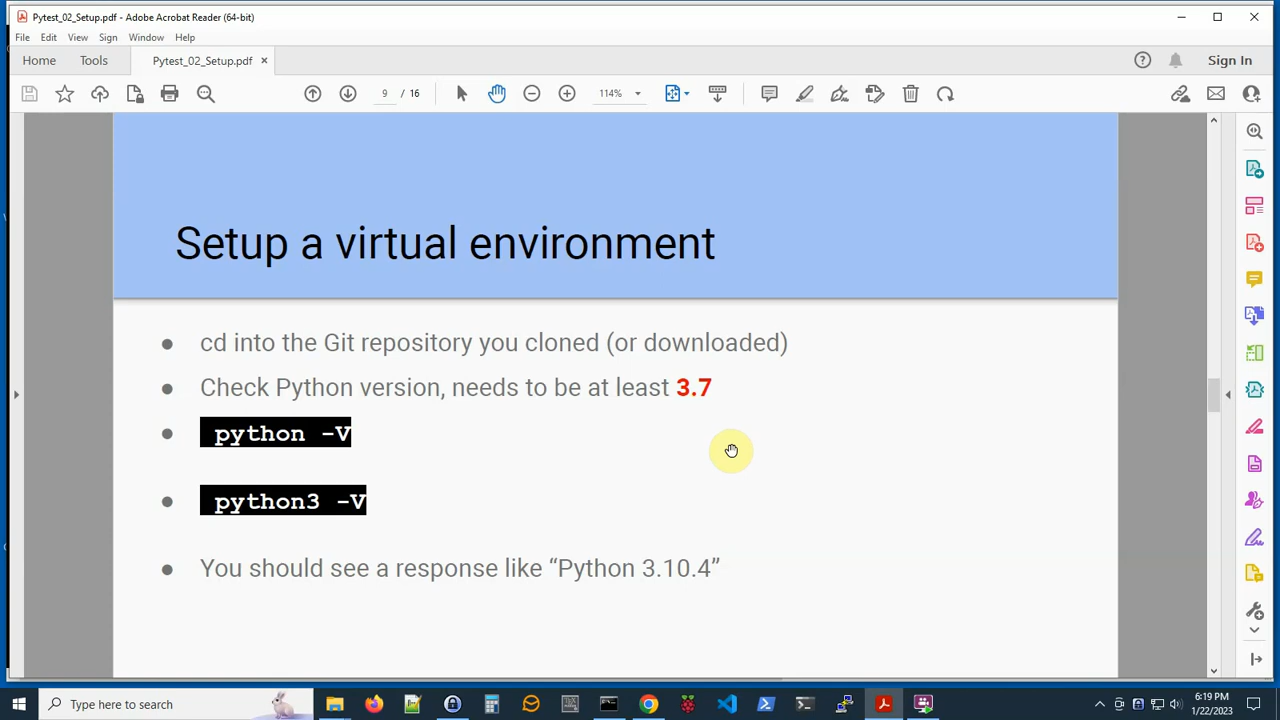 Pytest_02_Setup.pdf - Adobe Acrobat Reader (64-bit)
File Edit View Sign Window Help
Home Tools Pytest_02_Setup.pdf × Sign In
9 / 16 114%
Setup a virtual environment
● cd into the Git repository you cloned (or downloaded)
● Check Python version, needs to be at least 3.7
● python -V
● python3 -V
● You should see a response like “Python 3.10.4”
Type here to search
6:19 PM
1/22/2023